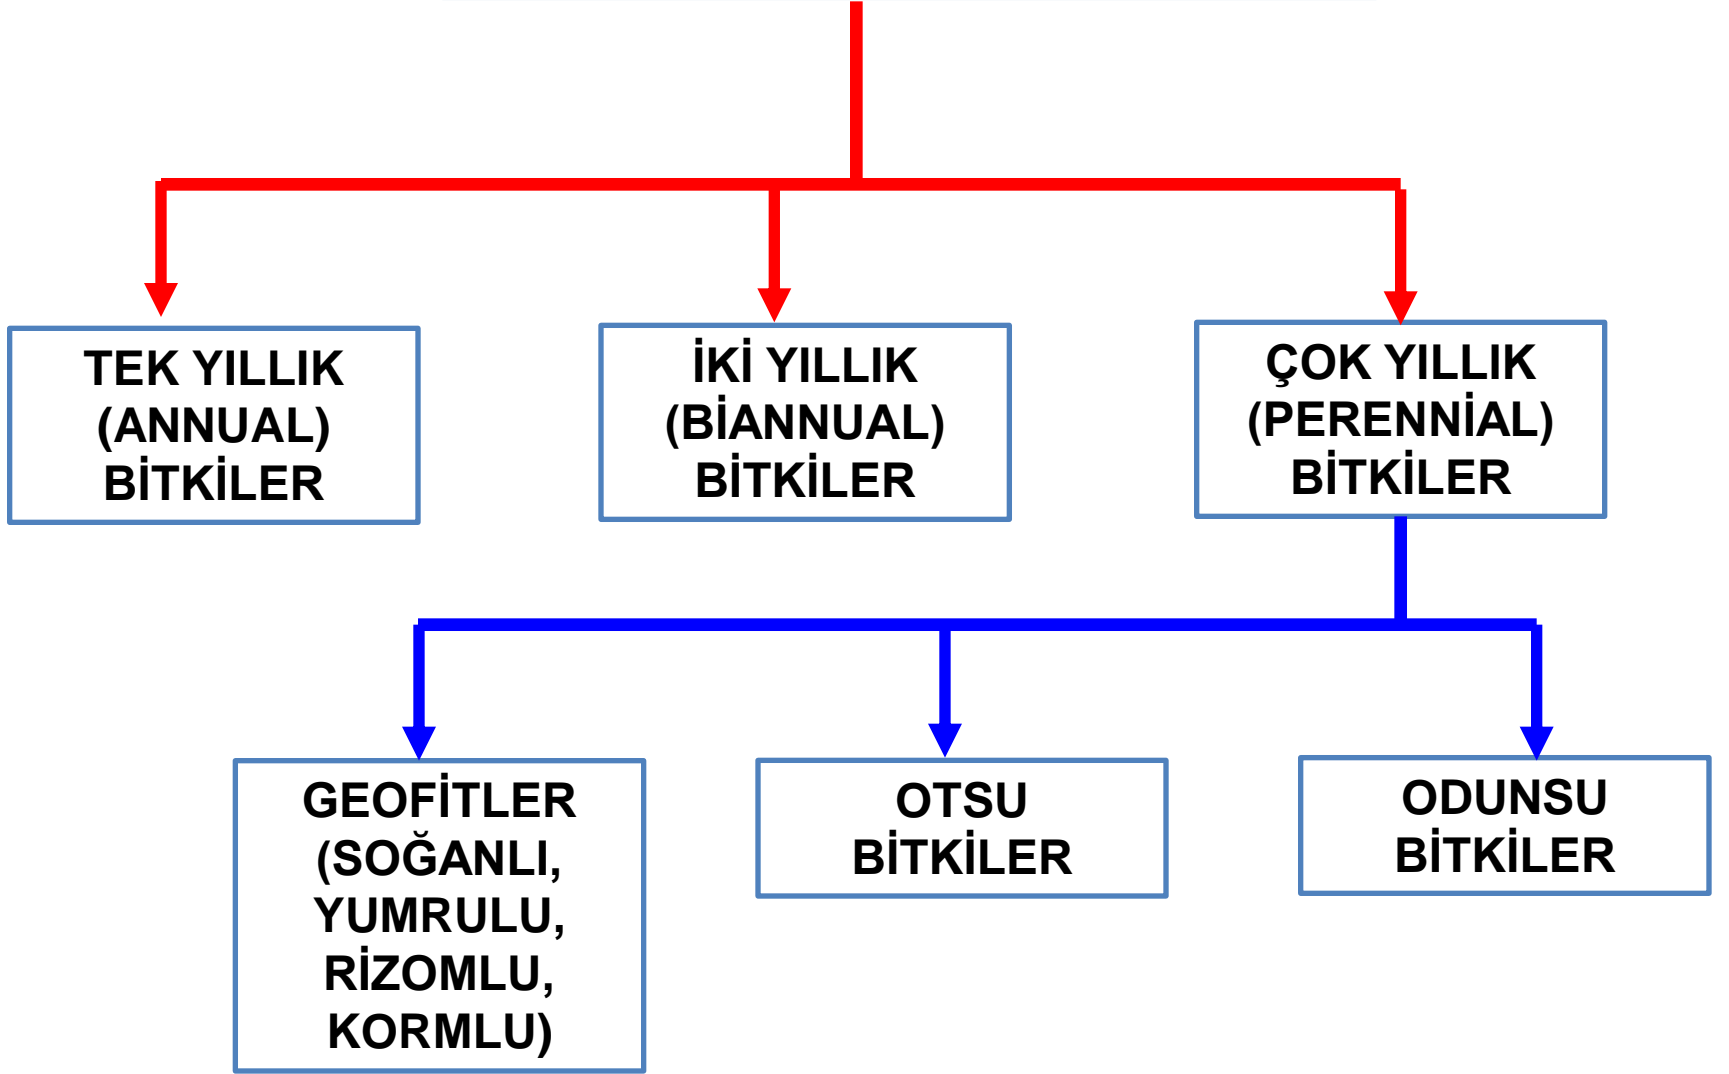 TEK YILLIK
(ANNUAL)
BİTKİLER
İKİ YILLIK
(BİANNUAL)
BİTKİLER
ÇOK YILLIK
(PERENNİAL)
BİTKİLER
GEOFİTLER
(SOĞANLI,
YUMRULU,
RİZOMLU,
KORMLU)
OTSU
BİTKİLER
ODUNSU
BİTKİLER